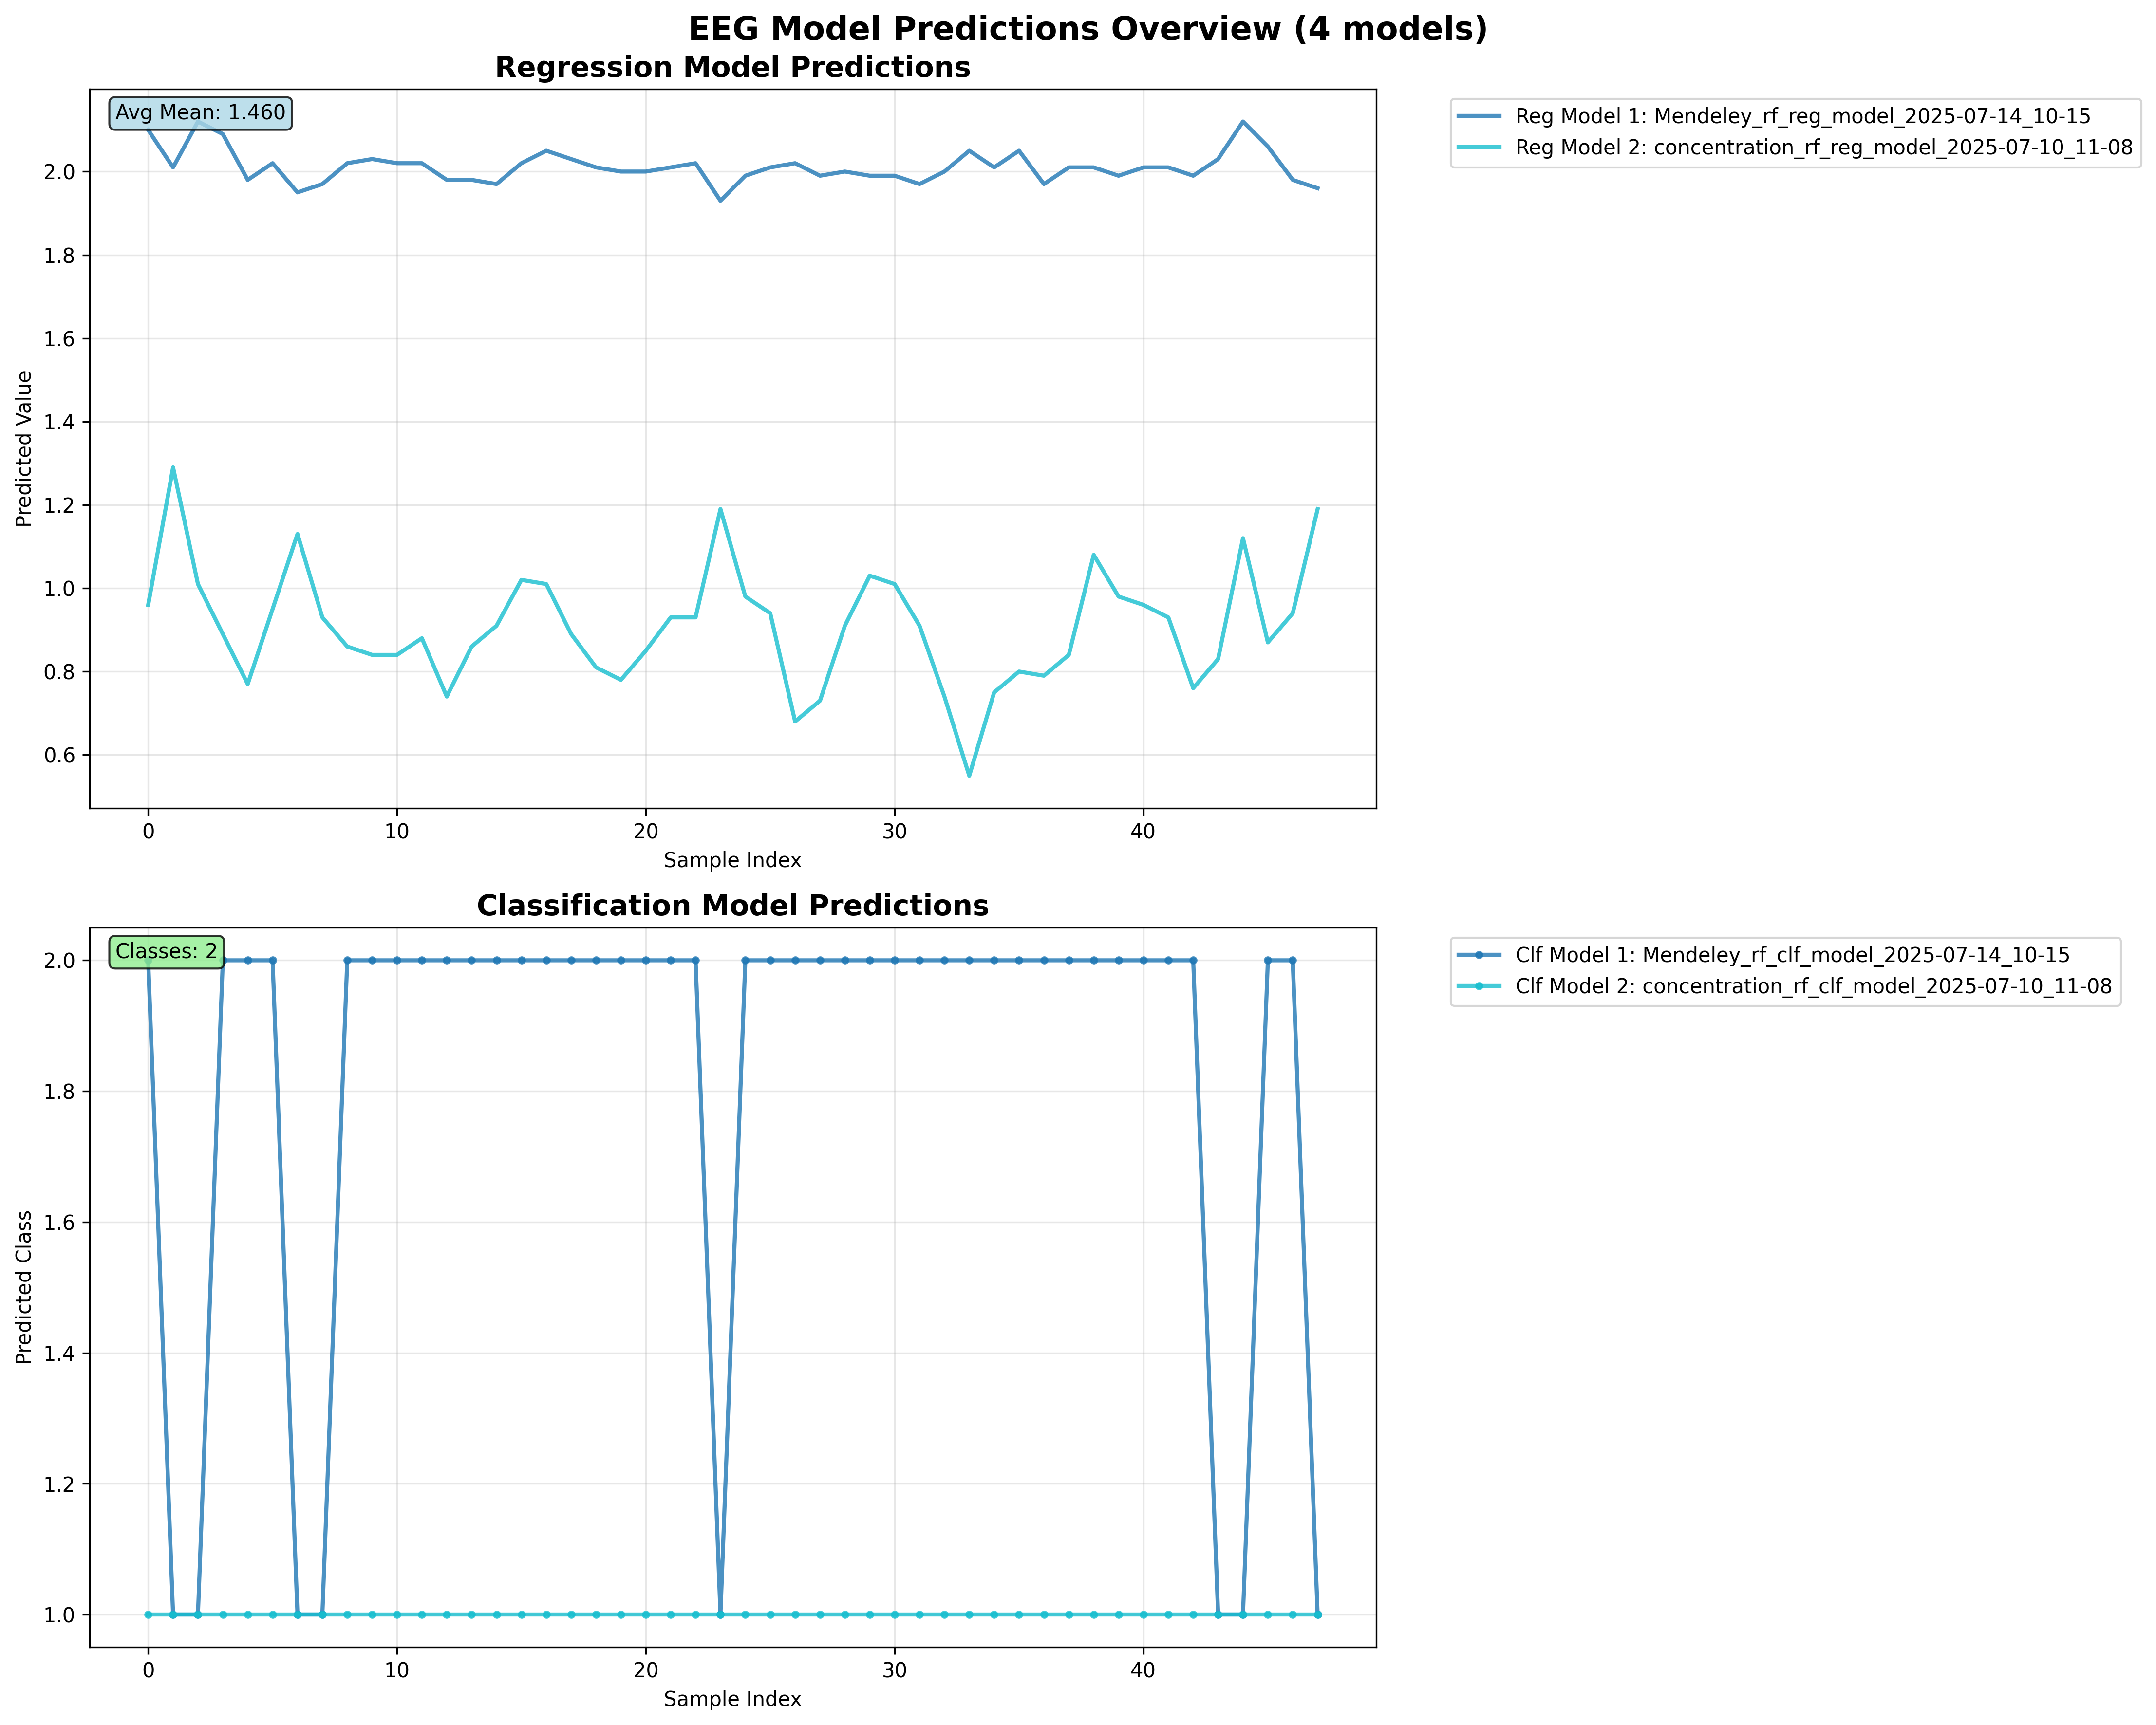 EEG Model Predictions Overview (4 models)
Regression Model Predictions
Avg Mean: 1.460
Reg Model 1: Mendeley_rf_reg_model_2025-07-14_10-15
Reg Model 2: concentration_rf_reg_model_2025-07-10_11-08
Predicted Value
2.0
1.8
1.6
1.4
1.2
1.0
0.8
0.6
0 10 20 30 40
Sample Index
Classification Model Predictions
Classes: 2
Clf Model 1: Mendeley_rf_clf_model_2025-07-14_10-15
Clf Model 2: concentration_rf_clf_model_2025-07-10_11-08
Predicted Class
2.0
1.8
1.6
1.4
1.2
1.0
0 10 20 30 40
Sample Index